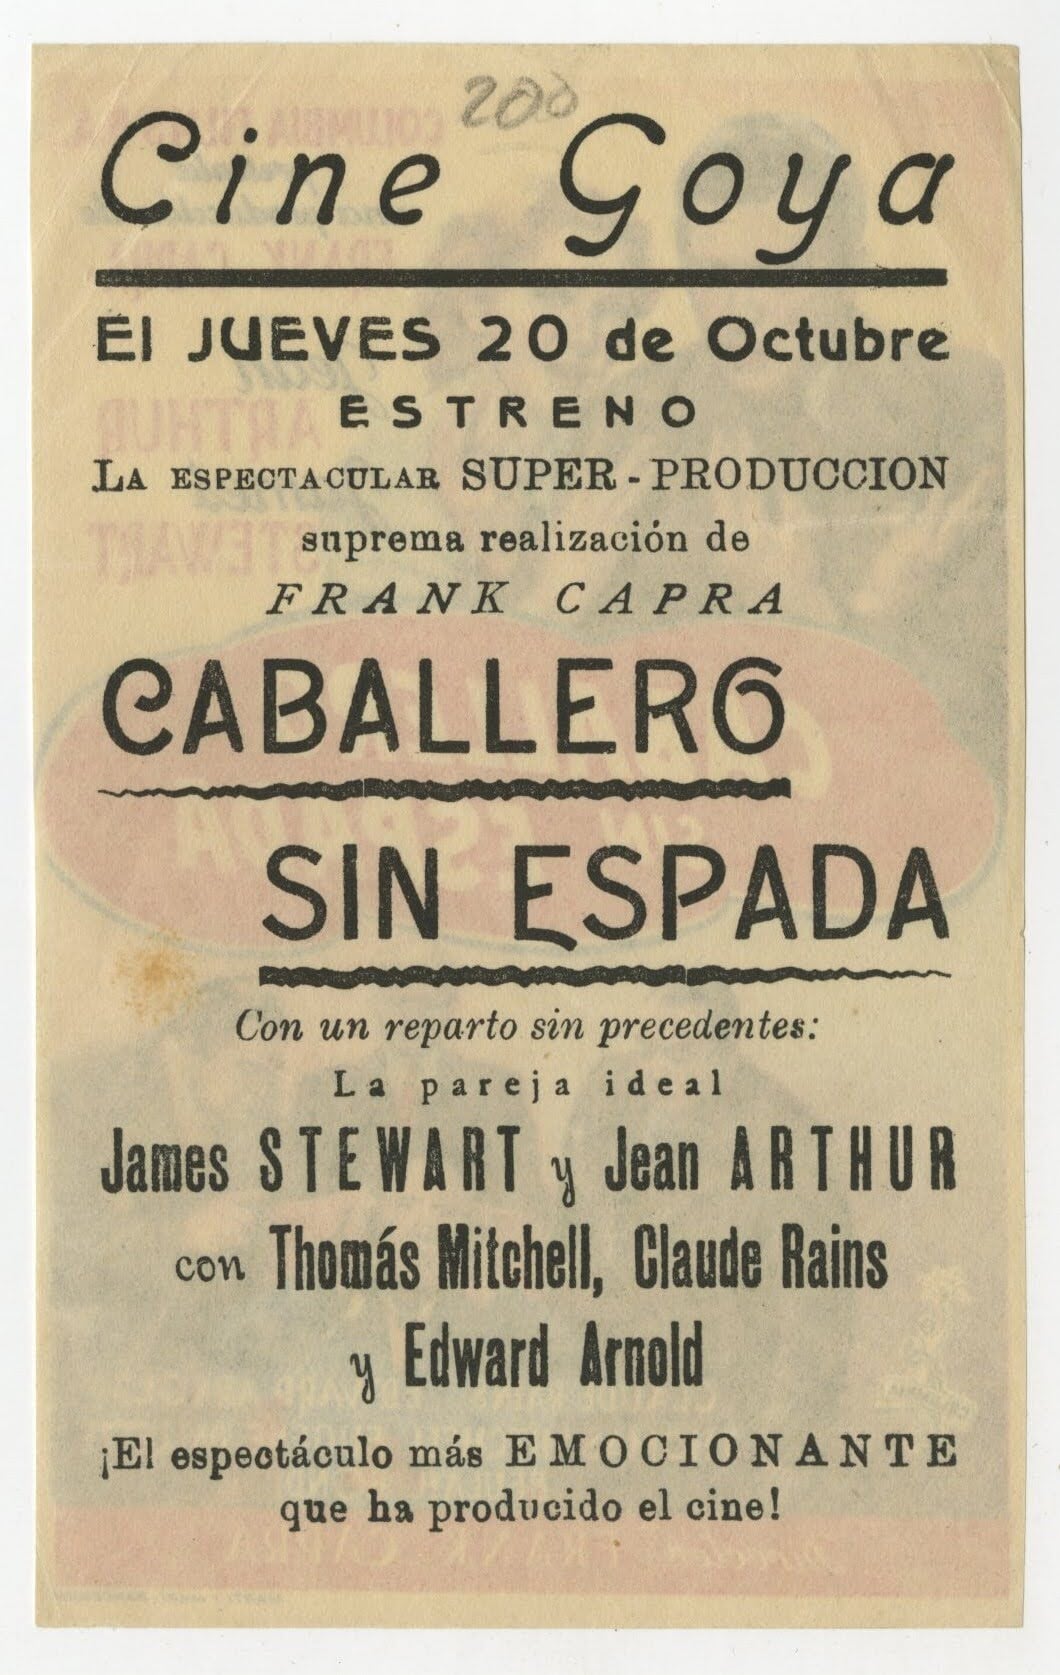 200
Cine Goya
El JUEVES 20 de Octubre
ESTRENO
LA ESPECTACULAR SUPER-PRODUCCION
suprema realización de
FRANK CAPRA
CABALLERO
SIN ESPADA
Con un reparto sin precedentes:
La pareja ideal
James STEWART y Jean ARTHUR
con Thomás Mitchell, Claude Rains
y Edward Arnold
¡El espectáculo más EMOCIONANTE
que ha producido el cine!